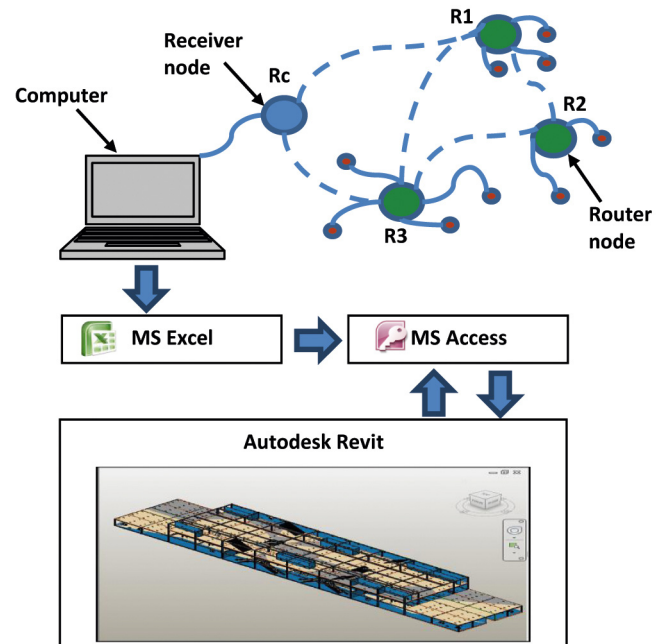 R1
Receiver
node
Rc
Computer
R2
Router
node
R3
MS Excel
MS Access
Autodesk Revit